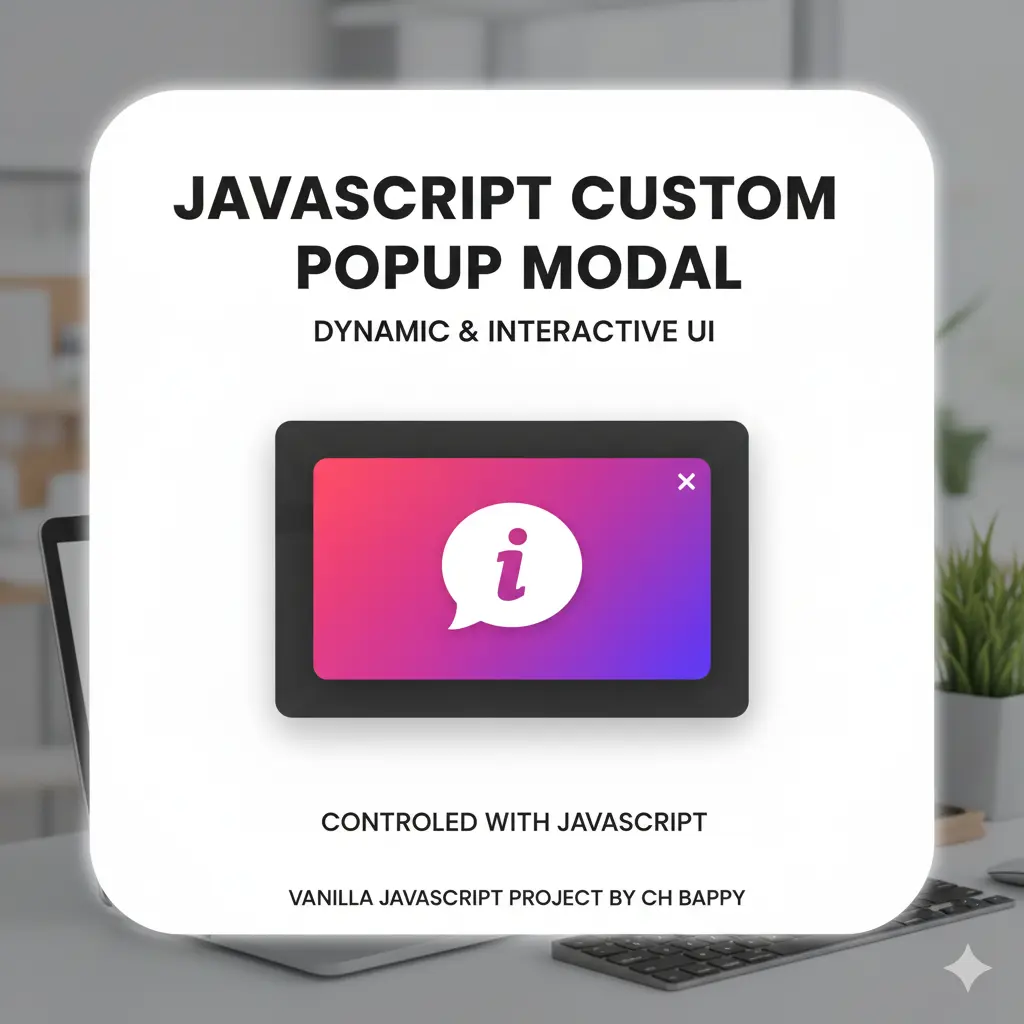 JAVASCRIPT CUSTOM
POPUP MODAL
DYNAMIC & INTERACTIVE UI
i
CONTROLED WITH JAVASCRIPT
VANILLA JAVASCRIPT PROJECT BY CH BAPPY